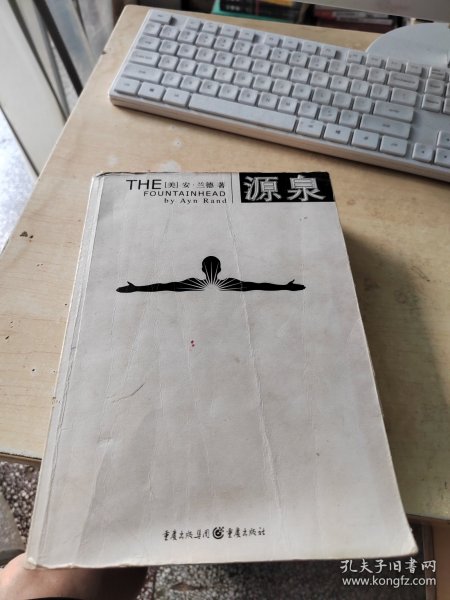 THE [美] 安·兰德 著
FOUNTAINHEAD
by Ayn Rand
源泉
重庆出版集团 重庆出版社
孔夫子旧书网
www.kongfz.com